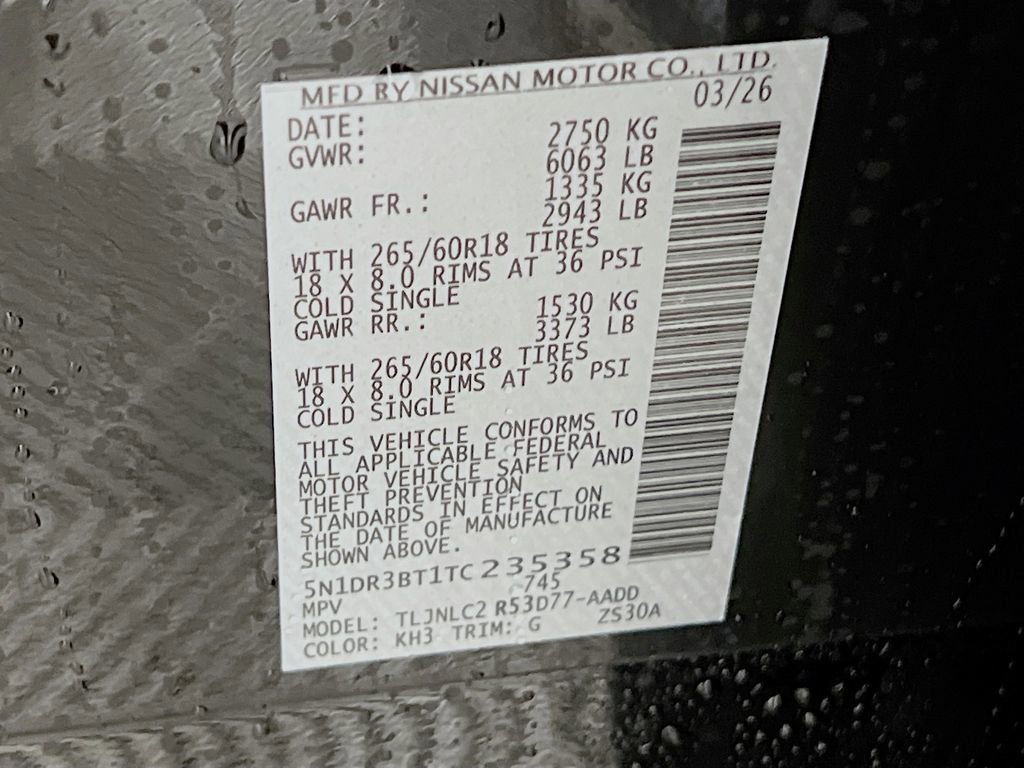 MFD BY NISSAN MOTOR CO., LTD.
DATE: 03/26
GVWR: 2750 KG
6063 LB
GAWR FR.: 1335 KG
2943 LB
WITH 265/60R18 TIRES
18 X 8.0 RIMS AT 36 PSI
COLD SINGLE
GAWR RR.: 1530 KG
3373 LB
WITH 265/60R18 TIRES
18 X 8.0 RIMS AT 36 PSI
COLD SINGLE
THIS VEHICLE CONFORMS TO
ALL APPLICABLE FEDERAL
MOTOR VEHICLE SAFETY AND
THEFT PREVENTION
STANDARDS IN EFFECT ON
THE DATE OF MANUFACTURE
SHOWN ABOVE.
5N1DR3BT1TC235358
MPV 745
MODEL: TLJNLC2 R53D77-AADD
COLOR: KH3 TRIM: G ZS30A